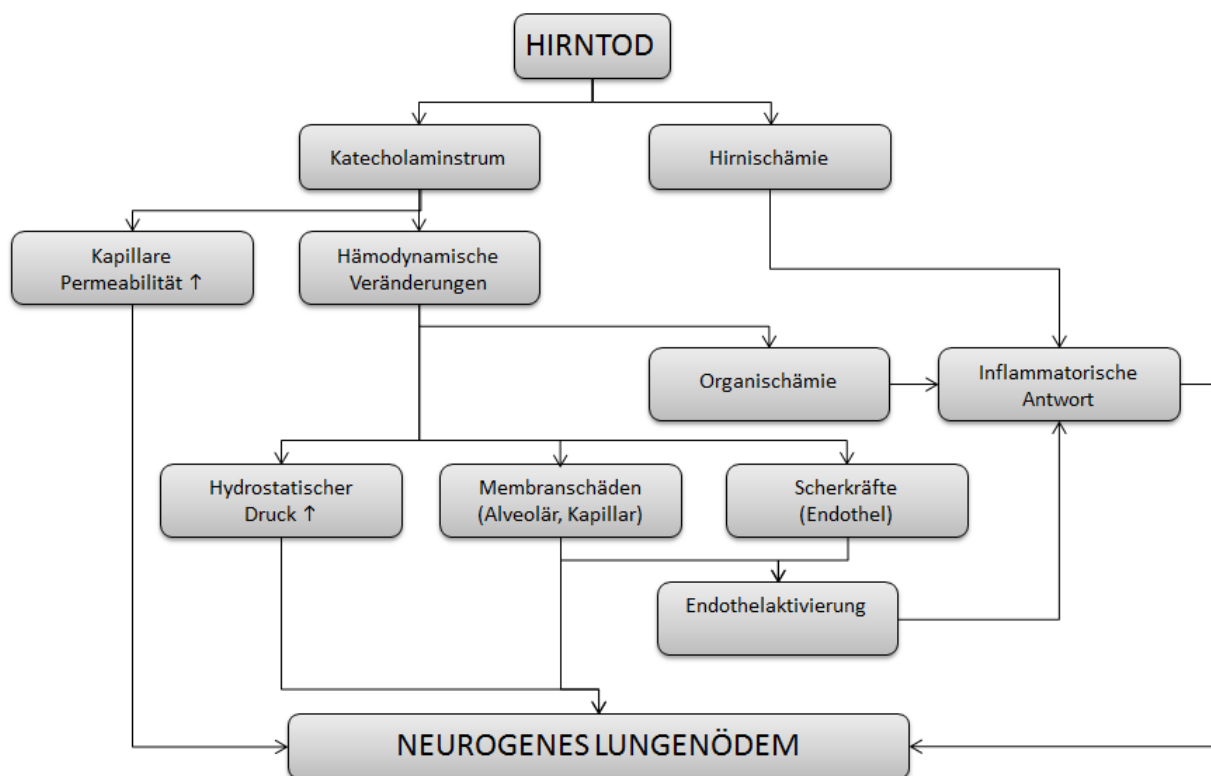 HIRNTOD
Katecholaminstrum
Hirnischämie
Kapillare
Permeabilität ↑
Hämodynamische
Veränderungen
Organischämie
Inflammatorische
Antwort
Hydrostatischer
Druck ↑
Membranschäden
(Alveolär, Kapillar)
Scherkräfte
(Endothel)
Endothelaktivierung
NEUROGENES LUNGENÖDEM